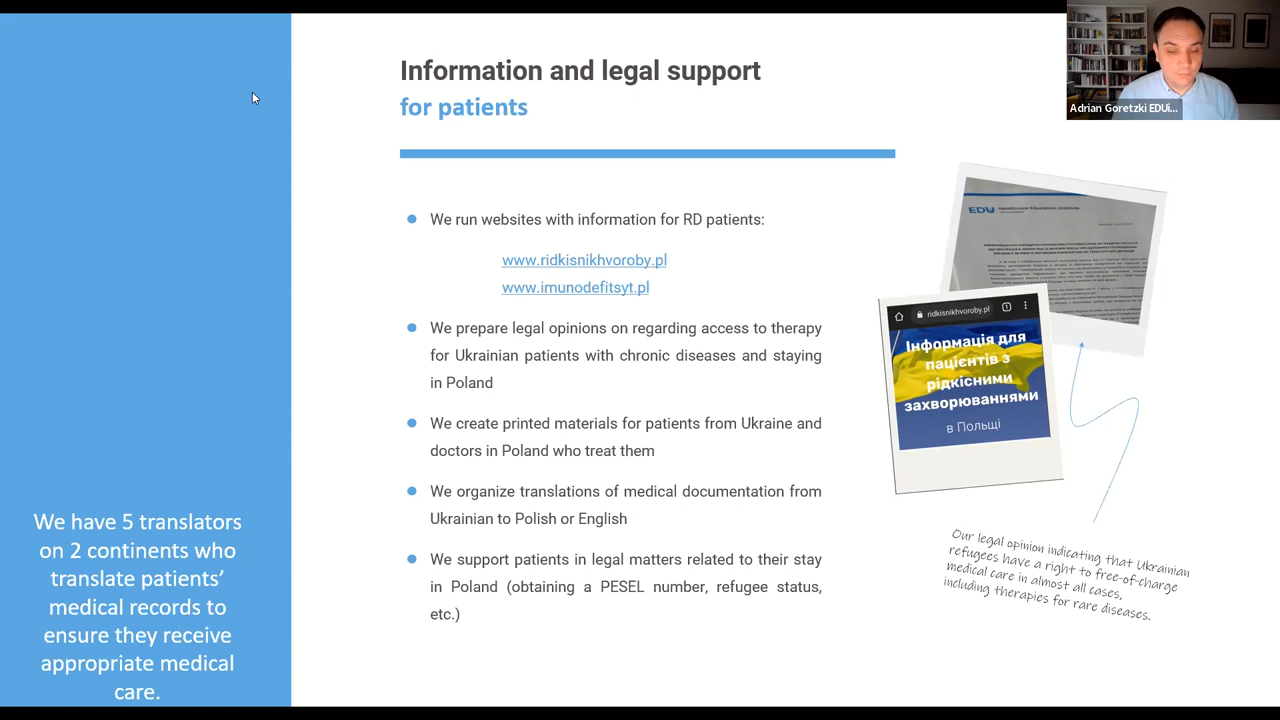 Information and legal support
for patients
Adrian Goretzki EDUi...
We run websites with information for RD patients:
www.ridkisnikhvoroby.pl
www.imunodefitsyt.pl
We prepare legal opinions on regarding access to therapy
for Ukrainian patients with chronic diseases and staying
in Poland
We create printed materials for patients from Ukraine and
doctors in Poland who treat them
We organize translations of medical documentation from
Ukrainian to Polish or English
We support patients in legal matters related to their stay
in Poland (obtaining a PESEL number, refugee status,
etc.)
We have 5 translators
on 2 continents who
translate patients’
medical records to
ensure they receive
appropriate medical
care.
EDU Healthcare Education Institute
ridkisnikhvoroby.pl 1
Інформація для
пацієнтів з
рідкісними
захворюваннями
в Польщі
Our legal opinion indicating that Ukrainian
refugees have a right to free-of-charge
medical care in almost all cases,
including therapies for rare diseases.